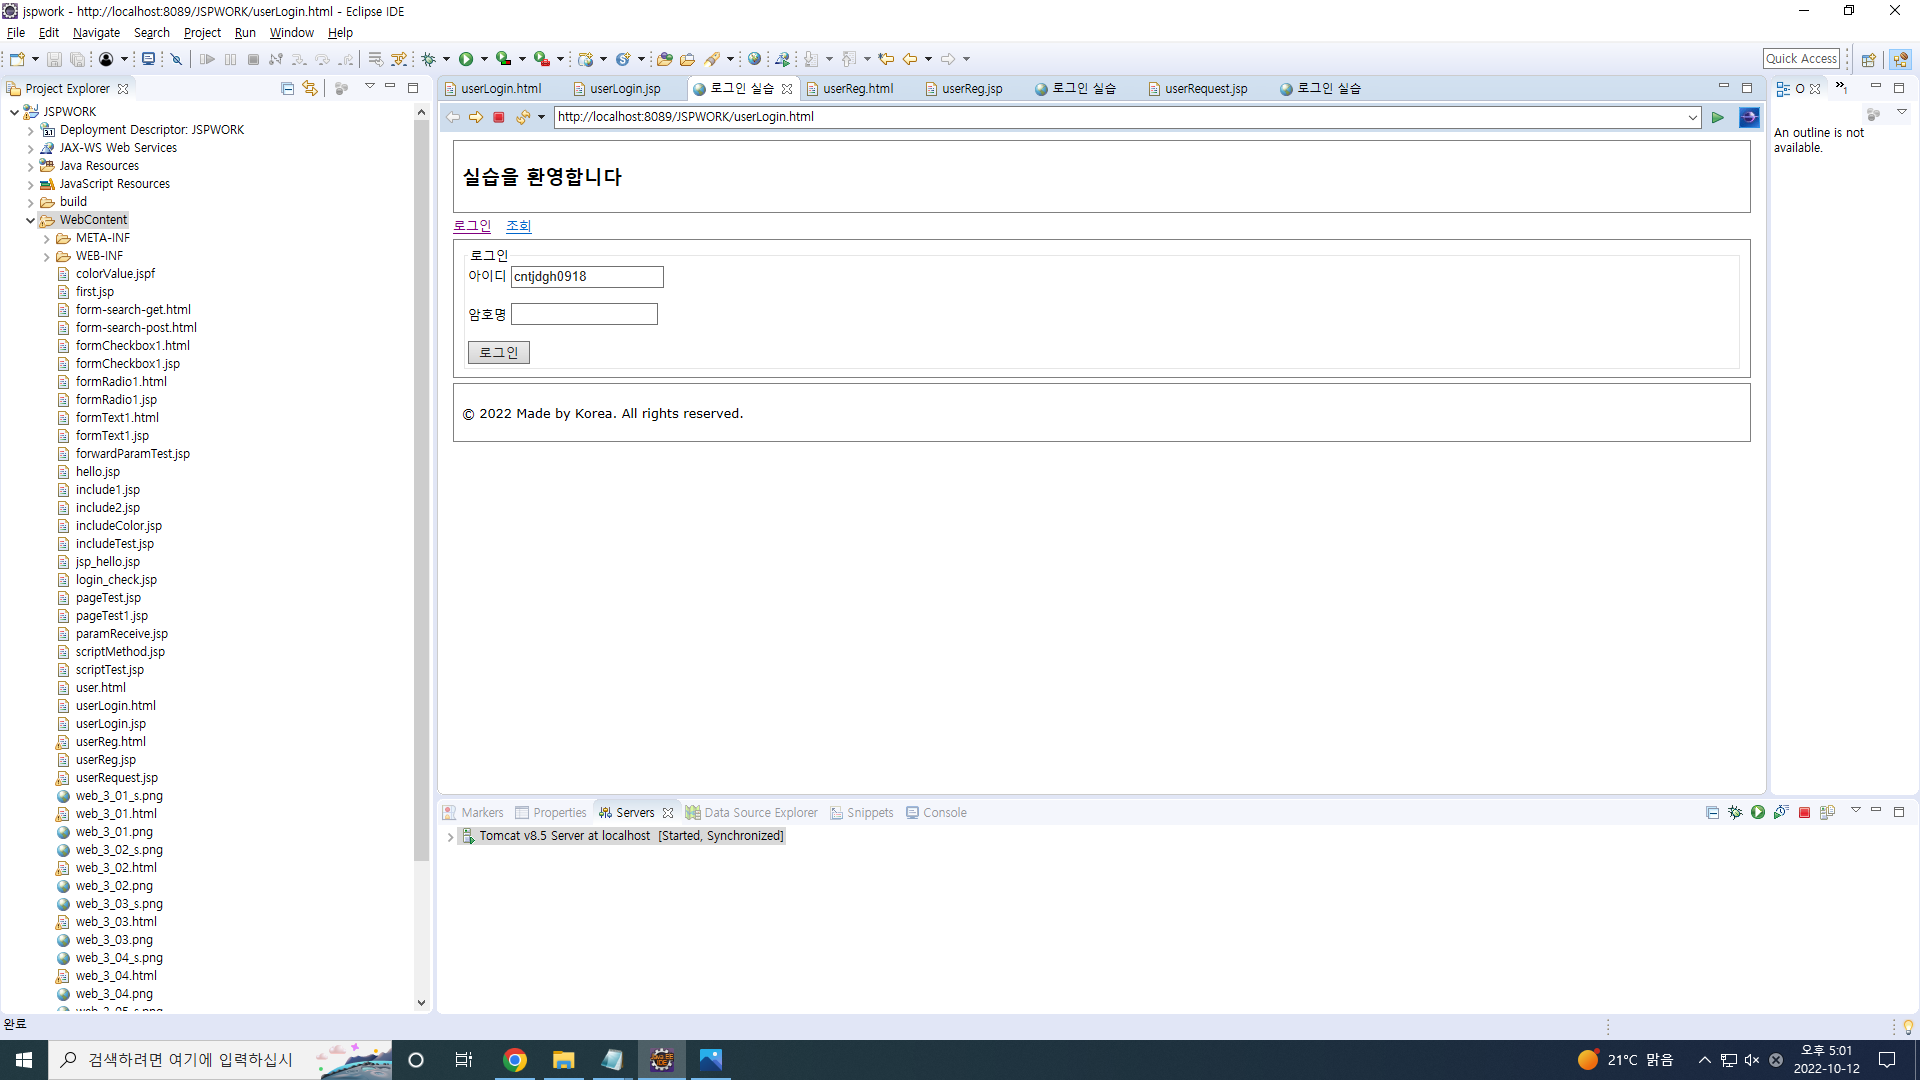 jspwork - http://localhost:8089/JSPWORK/userLogin.html - Eclipse IDE
File Edit Navigate Search Project Run Window Help
Quick Access
Project Explorer
JSPWORK
Deployment Descriptor: JSPWORK
JAX-WS Web Services
Java Resources
JavaScript Resources
build
WebContent
META-INF
WEB-INF
colorValue.jspf
first.jsp
form-search-get.html
form-search-post.html
formCheckbox1.html
formCheckbox1.jsp
formRadio1.html
formRadio1.jsp
formText1.html
formText1.jsp
forwardParamTest.jsp
hello.jsp
include1.jsp
include2.jsp
includeColor.jsp
includeTest.jsp
jsp_hello.jsp
login_check.jsp
pageTest.jsp
pageTest1.jsp
paramReceive.jsp
scriptMethod.jsp
scriptTest.jsp
user.html
userLogin.html
userLogin.jsp
userReg.html
userReg.jsp
userRequest.jsp
web_3_01_s.png
web_3_01.html
web_3_01.png
web_3_02_s.png
web_3_02.html
web_3_02.png
web_3_03_s.png
web_3_03.html
web_3_03.png
web_3_04_s.png
web_3_04.html
web_3_04.png
userLogin.html userLogin.jsp 로그인 실습 userReg.html userReg.jsp 로그인 실습 userRequest.jsp 로그인 실습
http://localhost:8089/JSPWORK/userLogin.html
실습을 환영합니다
로그인 조회
로그인
아이디 cntjdgh0918
암호명
로그인
© 2022 Made by Korea. All rights reserved.
O
An outline is not
available.
Markers Properties Servers Data Source Explorer Snippets Console
Tomcat v8.5 Server at localhost [Started, Synchronized]
완료
검색하려면 여기에 입력하십시
21°C 맑음
오후 5:01
2022-10-12